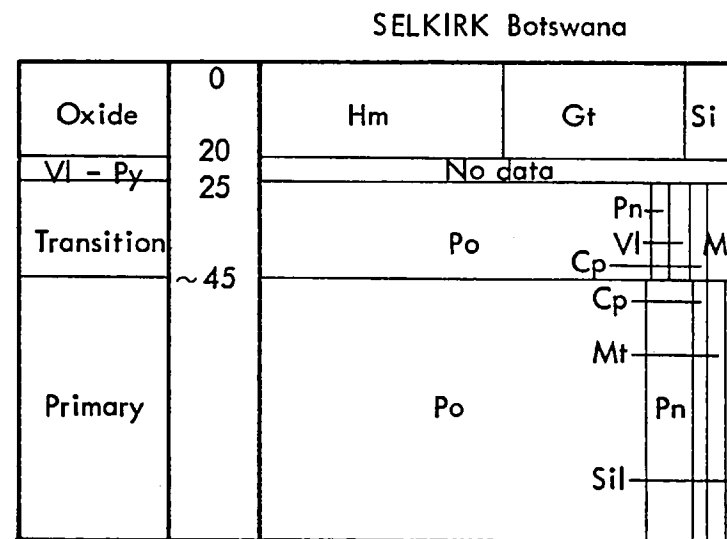 SELKIRK Botswana
0
Oxide Hm Gt Si
20
Vl - Py No data
25
Pn
Transition Po Vl M
Cp
~45
Cp
Mt
Primary Po Pn
Sil